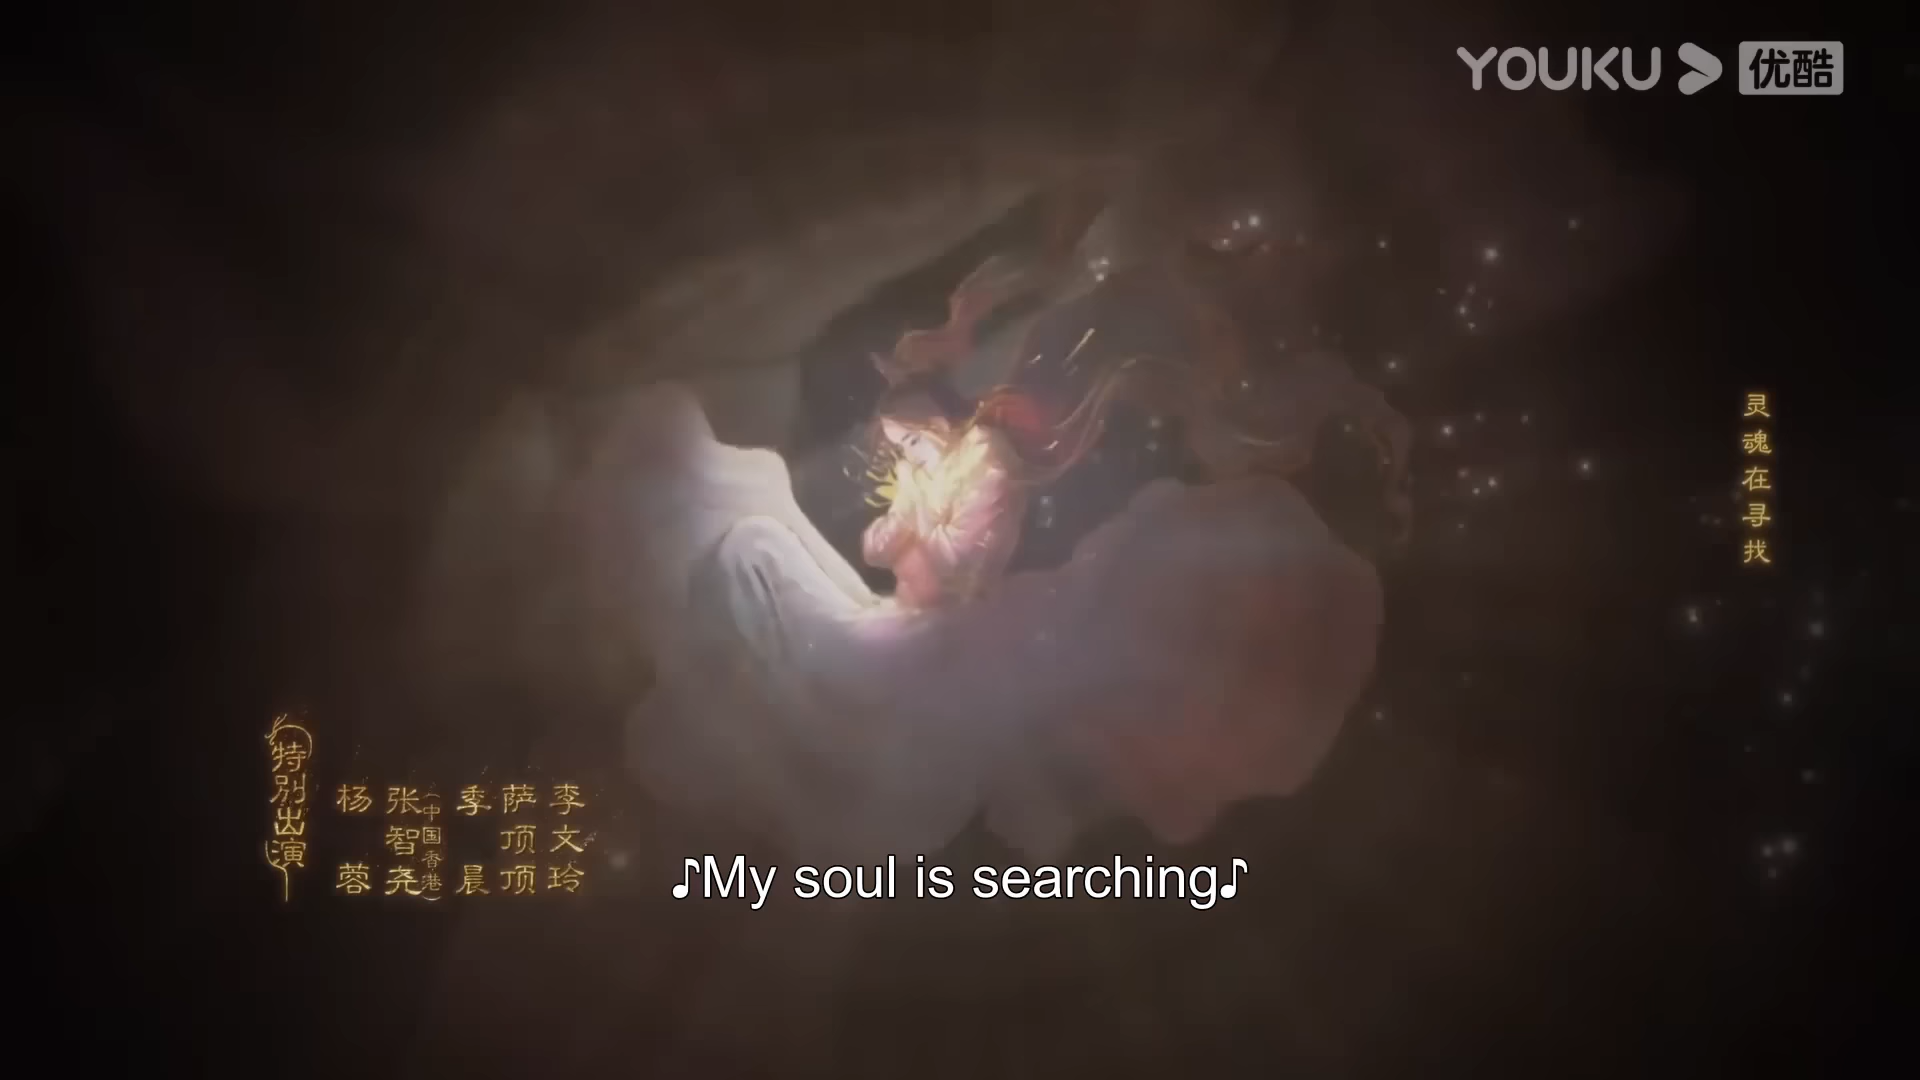 YOUKU 优酷
灵魂在寻找
特别出演
杨蓉
张智尧
（中国香港）
季晨
萨顶顶
李文玲
♪My soul is searching♪